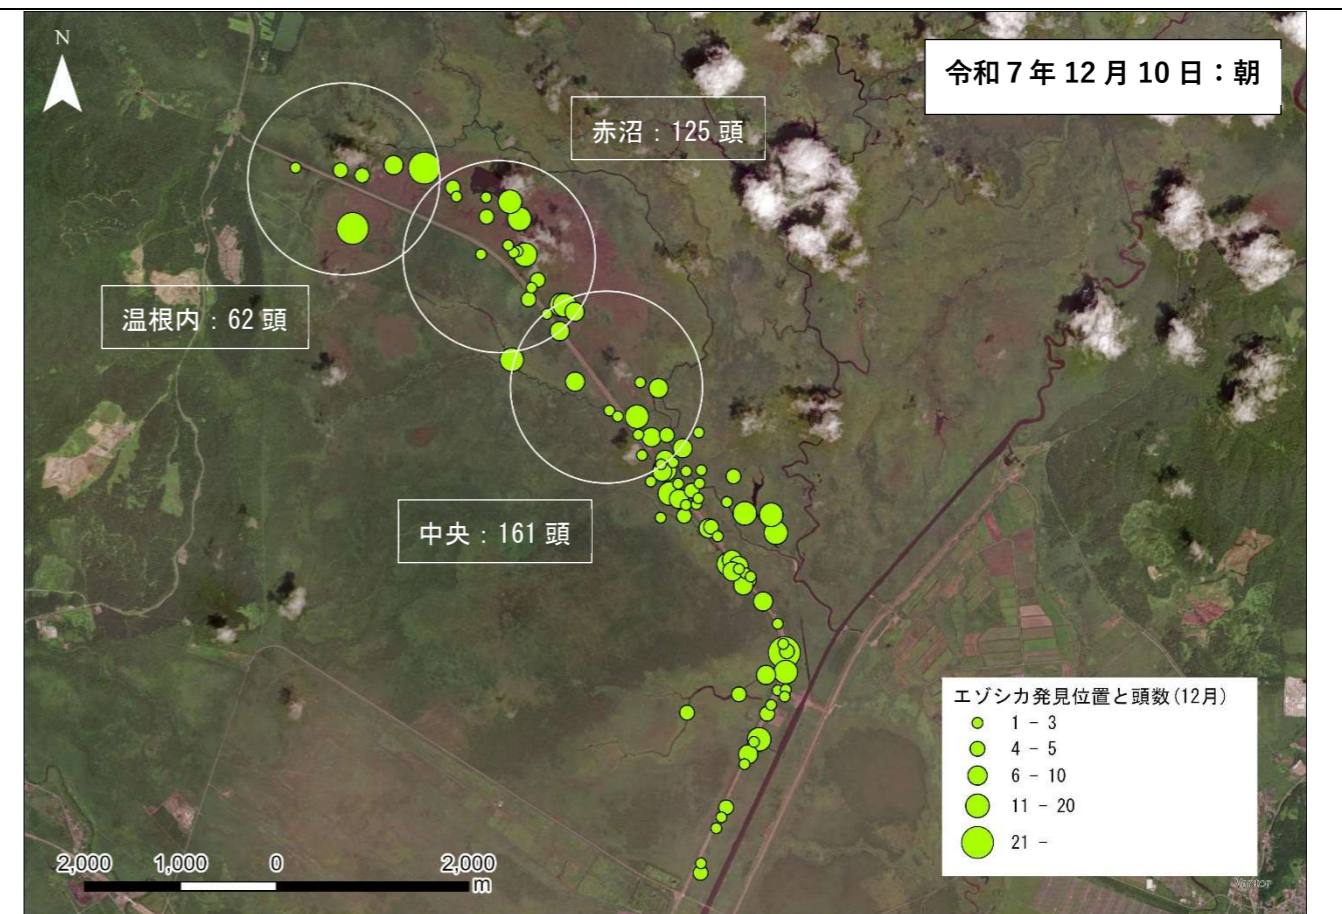 N
令和７年 12 月 10 日：朝
赤沼：125 頭
温根内：62 頭
中央：161 頭
エゾシカ発見位置と頭数(12月)
1 - 3
4 - 5
6 - 10
11 - 20
21 -
2,000 1,000 0 2,000
m